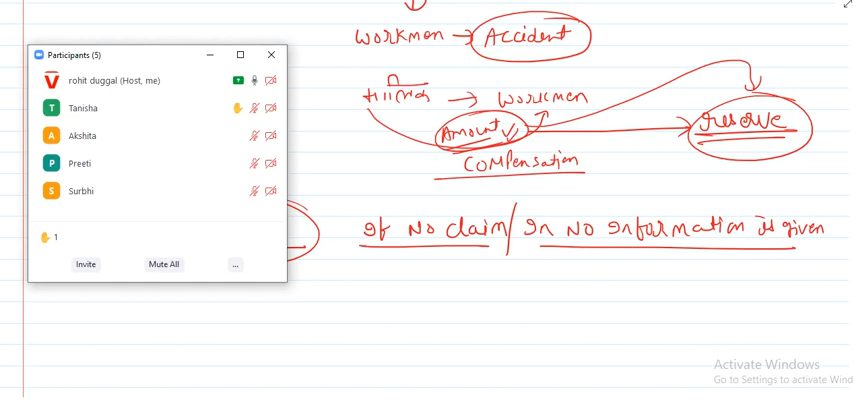 Workmen → Accident
Participants (5)
rohit duggal (Host, me)
Tanisha
Akshita
Preeti
Surbhi
1
Invite
Mute All
...
→ Workmen
Amount
reserve
Compensation
If No claim/In No Information is given
Activate Windows
Go to Settings to activate Wind